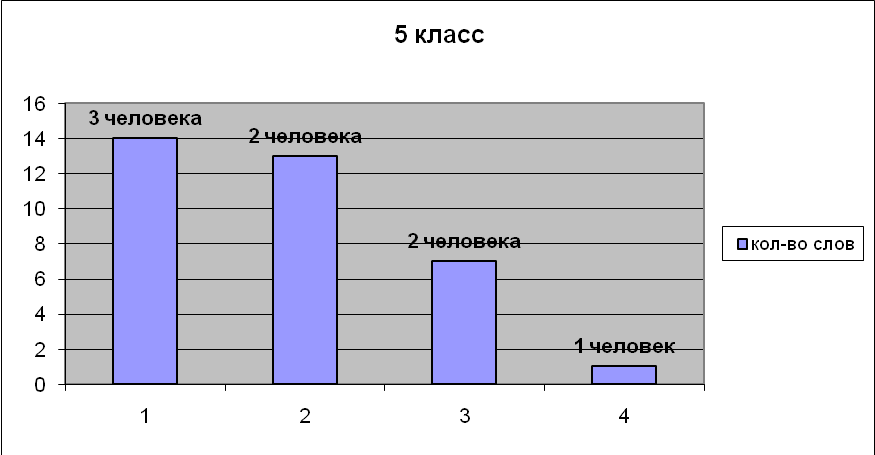 5 класс
16
14
12
10
8
6
4
2
0
3 человека
2 человека
2 человека
1 человек
1 2 3 4
кол-во слов